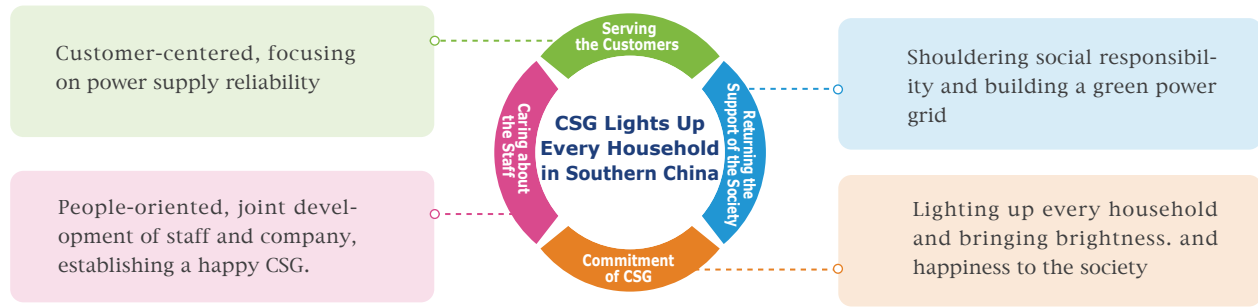 Customer-centered, focusing
on power supply reliability
People-oriented, joint devel-
opment of staff and company,
establishing a happy CSG.
Serving
the Customers
Caring about
the Staff
CSG Lights Up
Every Household
in Southern China
Returning the
Support of the Society
Commitment
of CSG
Shouldering social responsibil-
ity and building a green power
grid
Lighting up every household
and bringing brightness. and
happiness to the society